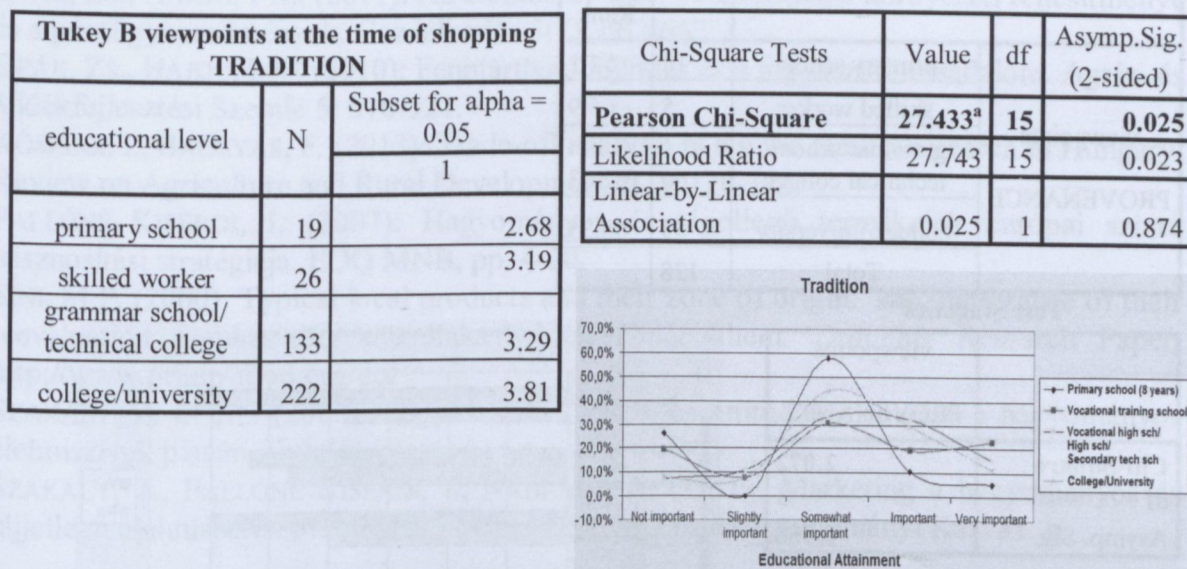 Tukey B viewpoints at the time of shopping
TRADITION
educational level N Subset for alpha =
0.05
primary school 19 2.68
skilled worker 26 3.19
grammar school/
technical college 133 3.29
college/university 222 3.81
Chi-Square Tests Value df Asymp.Sig.
(2-sided)
Pearson Chi-Square 27.433a 15 0.025
Likelihood Ratio 27.743 15 0.023
Linear-by-Linear
Association 0.025 1 0.874
Tradition
70.0%
60,0%
50,0%
40,0%
30,0%
20,0%
10,0%
0,0%
-10,0%
Not important Slightly important Somewhat important Important Very important
Educational Attainment
Primary school (8 years)
Vocational training school
Vocational high sch/
High sch/
Secondary tech sch
College/University